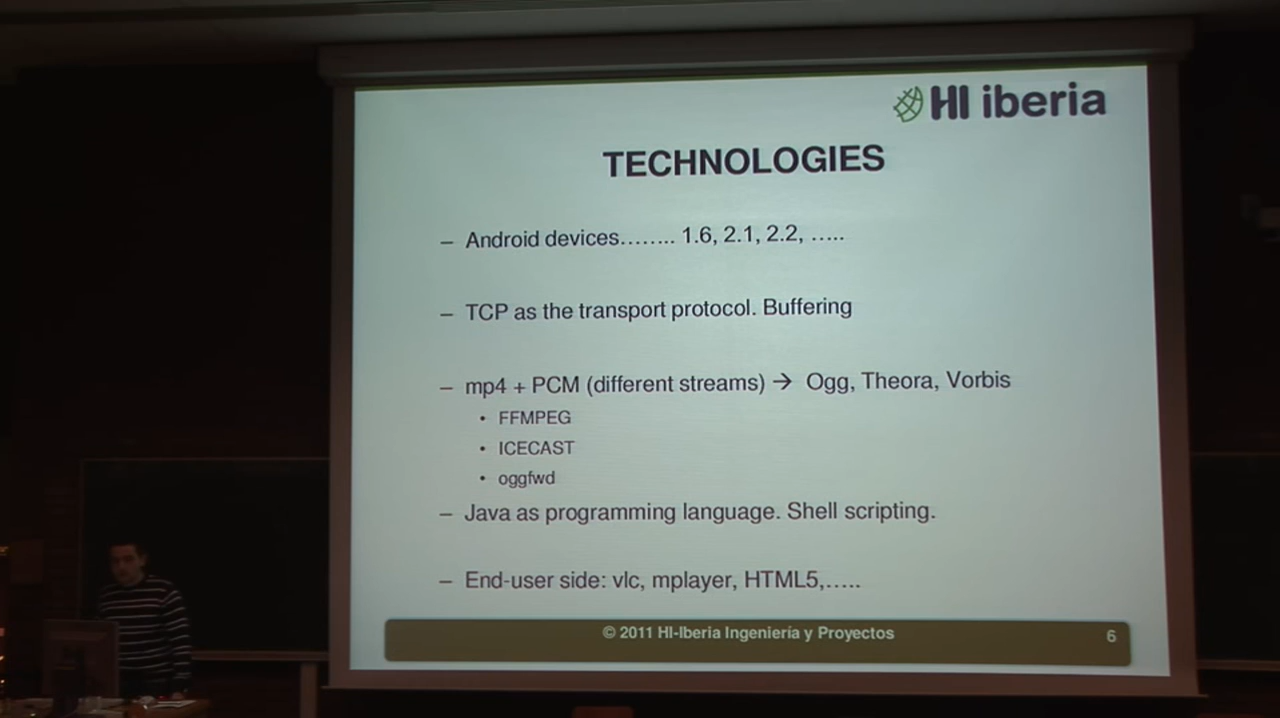 HI iberia
TECHNOLOGIES
– Android devices........ 1.6, 2.1, 2.2, .....
– TCP as the transport protocol. Buffering
– mp4 + PCM (different streams) → Ogg, Theora, Vorbis
• FFMPEG
• ICECAST
• oggfwd
– Java as programming language. Shell scripting.
– End-user side: vlc, mplayer, HTML5,.....
© 2011 HI-Iberia Ingeniería y Proyectos 6